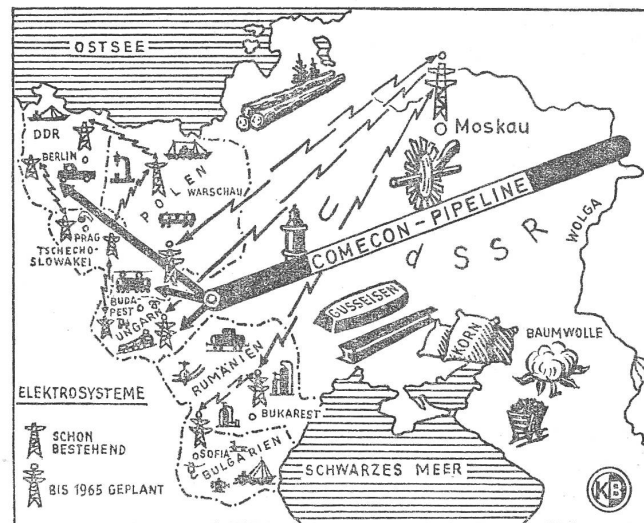 OSTSEE
DDR
BERLIN
POLEN
WARSCHAU
Moskau
PRAG
TSCHECHO-
SLOWAKEI
COMECON-PIPELINE
WOLGA
UdSSR
BUDA-
PEST
UNGARN
GUSSEISEN
KORN
BAUMWOLLE
RUMÄNIEN
BUKAREST
SOFIA
BULGARIEN
SCHWARZES MEER
ELEKTROSYSTEME
SCHON
BESTEHEND
BIS 1965 GEPLANT
KB